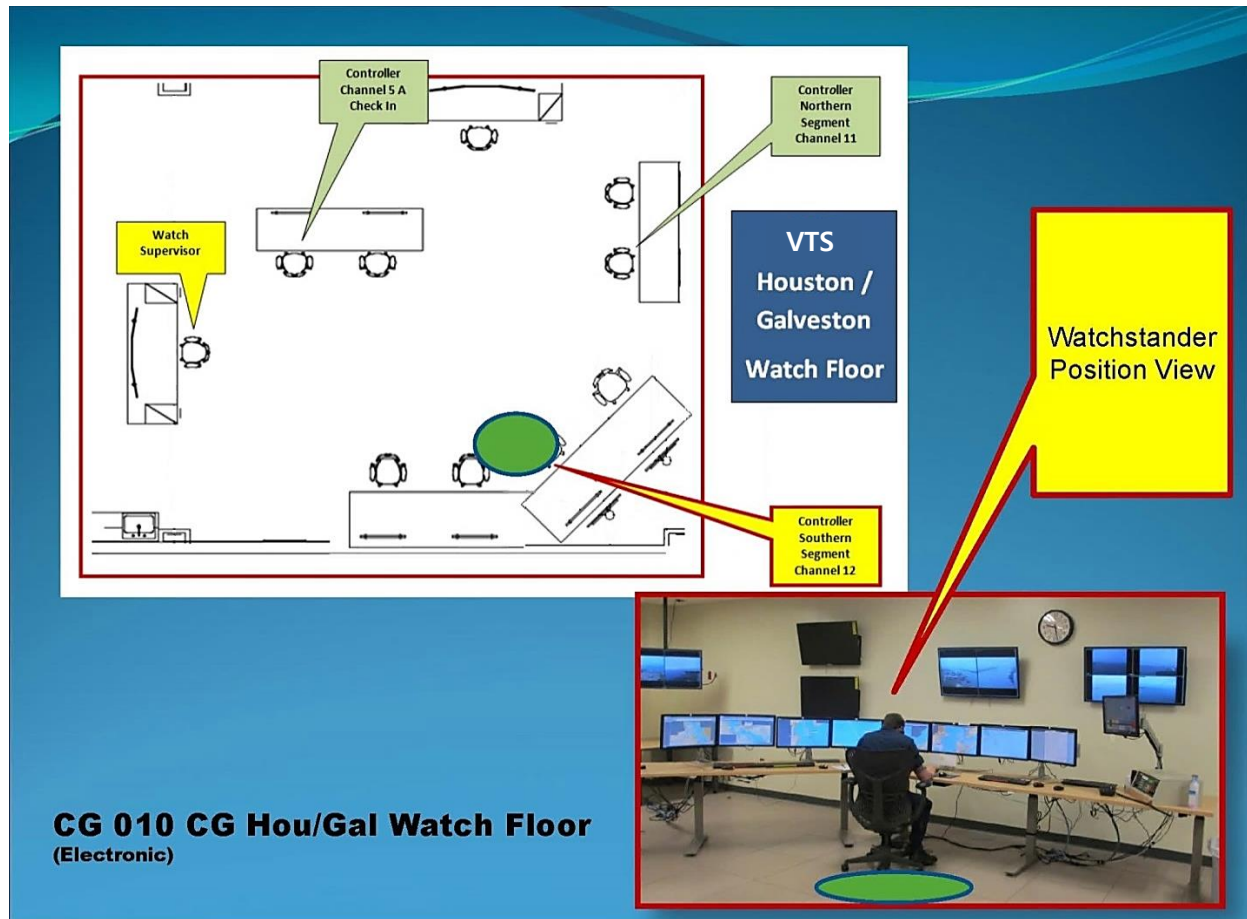 Controller
Channel 5 A
Check In
Controller
Northern
Segment
Channel 11
Watch
Supervisor
VTS
Houston /
Galveston
Watch Floor
Watchstander
Position View
Controller
Southern
Segment
Channel 12
CG 010 CG Hou/Gal Watch Floor
(Electronic)